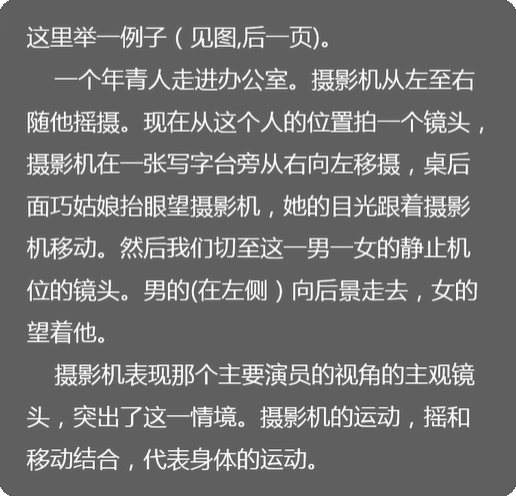 这里举一例子（见图,后一页)。
一个年青人走进办公室。摄影机从左至右
随他摇摄。现在从这个人的位置拍一个镜头，
摄影机在一张写字台旁从右向左移摄，桌后
面巧姑娘抬眼望摄影机，她的目光跟着摄影
机移动。然后我们切至这一男一女的静止机
位的镜头。男的(在左侧）向后景走去，女的
望着他。
摄影机表现那个主要演员的视角的主观镜
头，突出了这一情境。摄影机的运动，摇和
移动结合，代表身体的运动。